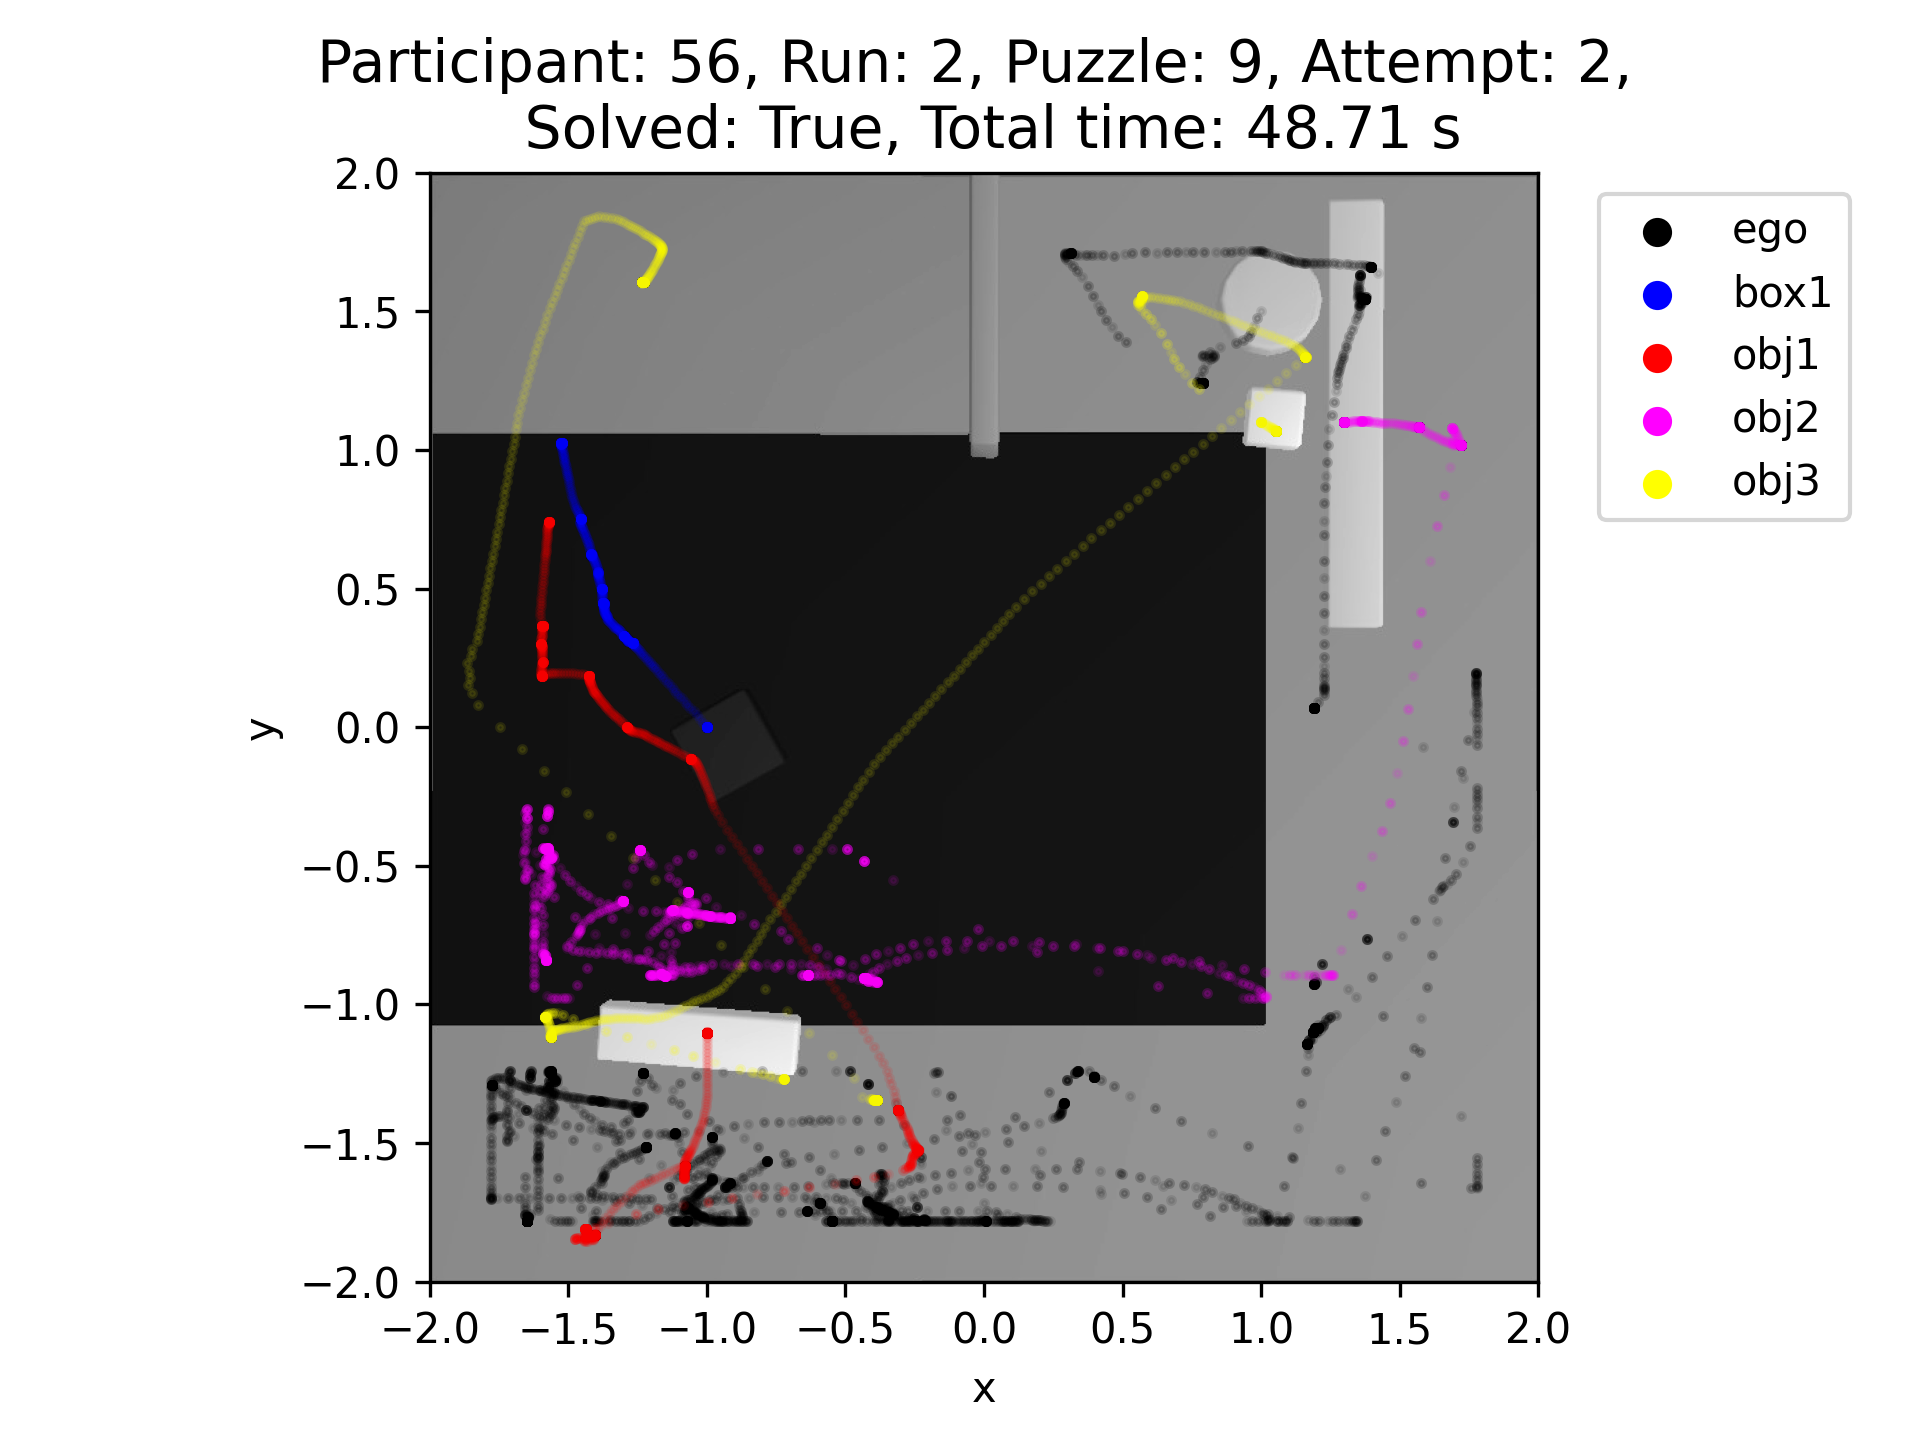 Participant: 56, Run: 2, Puzzle: 9, Attempt: 2,
Solved: True, Total time: 48.71 s
2.0
1.5
1.0
0.5
0.0
−0.5
−1.0
−1.5
−2.0
y
−2.0 −1.5 −1.0 −0.5 0.0 0.5 1.0 1.5 2.0
x
ego
box1
obj1
obj2
obj3